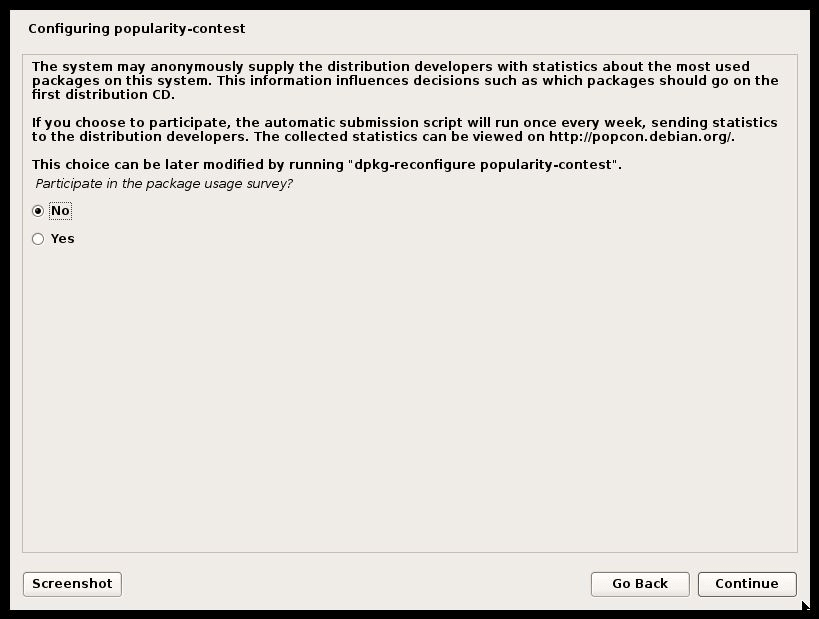 Configuring popularity-contest
The system may anonymously supply the distribution developers with statistics about the most used
packages on this system. This information influences decisions such as which packages should go on the
first distribution CD.
If you choose to participate, the automatic submission script will run once every week, sending statistics
to the distribution developers. The collected statistics can be viewed on http://popcon.debian.org/.
This choice can be later modified by running "dpkg-reconfigure popularity-contest".
Participate in the package usage survey?
No
Yes
Screenshot
Go Back
Continue